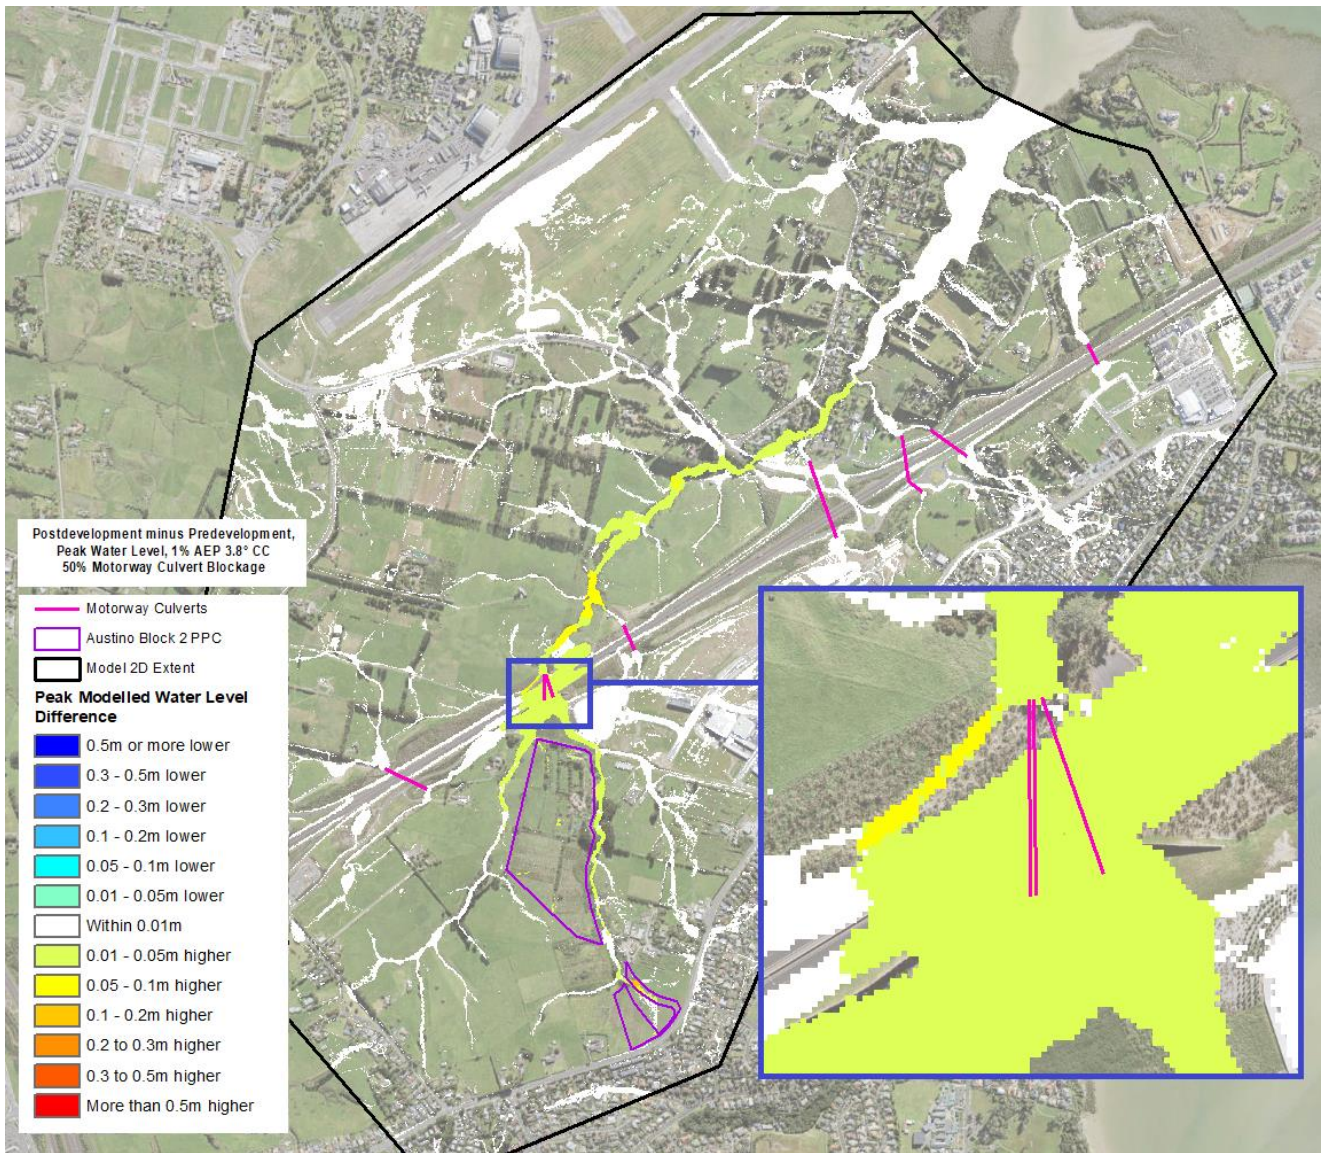 Postdevelopment minus Predevelopment,
Peak Water Level, 1% AEP 3.8° CC
50% Motorway Culvert Blockage
Motorway Culverts
Austino Block 2 PPC
Model 2D Extent
Peak Modelled Water Level
Difference
0.5m or more lower
0.3 - 0.5m lower
0.2 - 0.3m lower
0.1 - 0.2m lower
0.05 - 0.1m lower
0.01 - 0.05m lower
Within 0.01m
0.01 - 0.05m higher
0.05 - 0.1m higher
0.1 - 0.2m higher
0.2 to 0.3m higher
0.3 to 0.5m higher
More than 0.5m higher